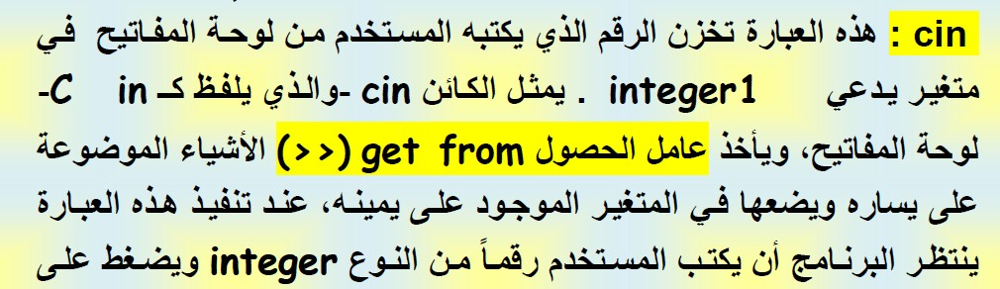 cin : هذه العبارة تخزن الرقم الذي يكتبه المستخدم من لوحة المفاتيح في
متغير يدعي integer1 . يمثل الكائن cin -والذي يلفظ كـ C in-
لوحة المفاتيح، ويأخذ عامل الحصول get from (>>) الأشياء الموضوعة
على يساره ويضعها في المتغير الموجود على يمينه، عند تنفيذ هذه العبارة
ينتظر البرنامج أن يكتب المستخدم رقماً من النوع integer ويضغط على